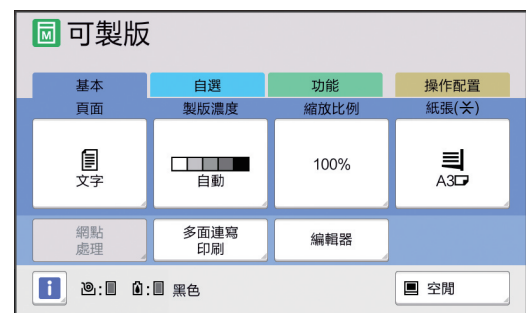 M 可製版
基本 自選 功能 操作配置
頁面 製版濃度 縮放比例 紙張(⚹)
文字 自動 100% A3
網點
處理
多面連寫
印刷
編輯器
i : : 黑色 空閒